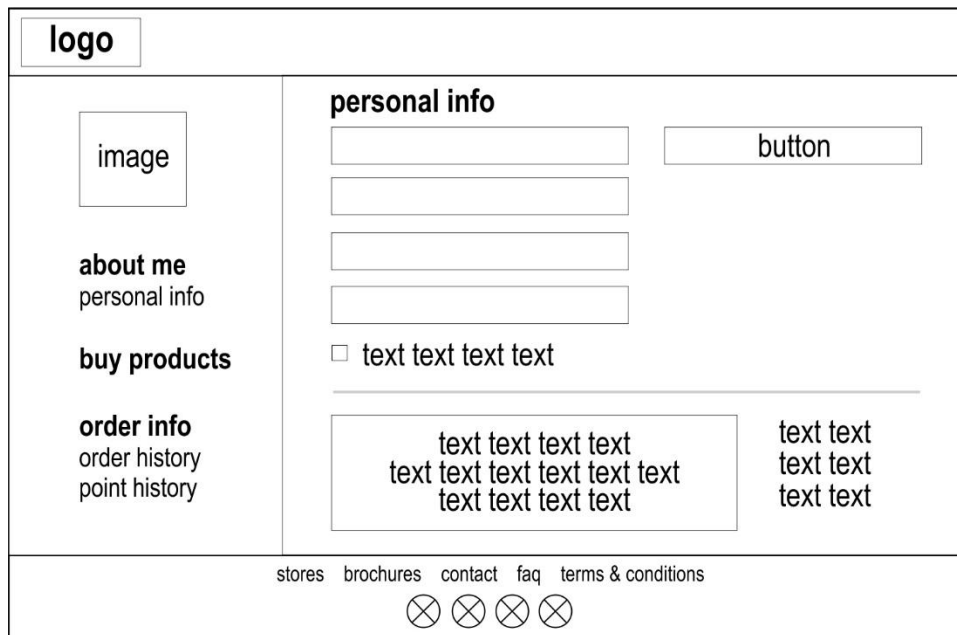 logo
image
about me
personal info
buy products
order info
order history
point history
personal info
button
text text text text
text text text text
text text text text text text
text text text text
text text
text text
text text
stores brochures contact faq terms & conditions